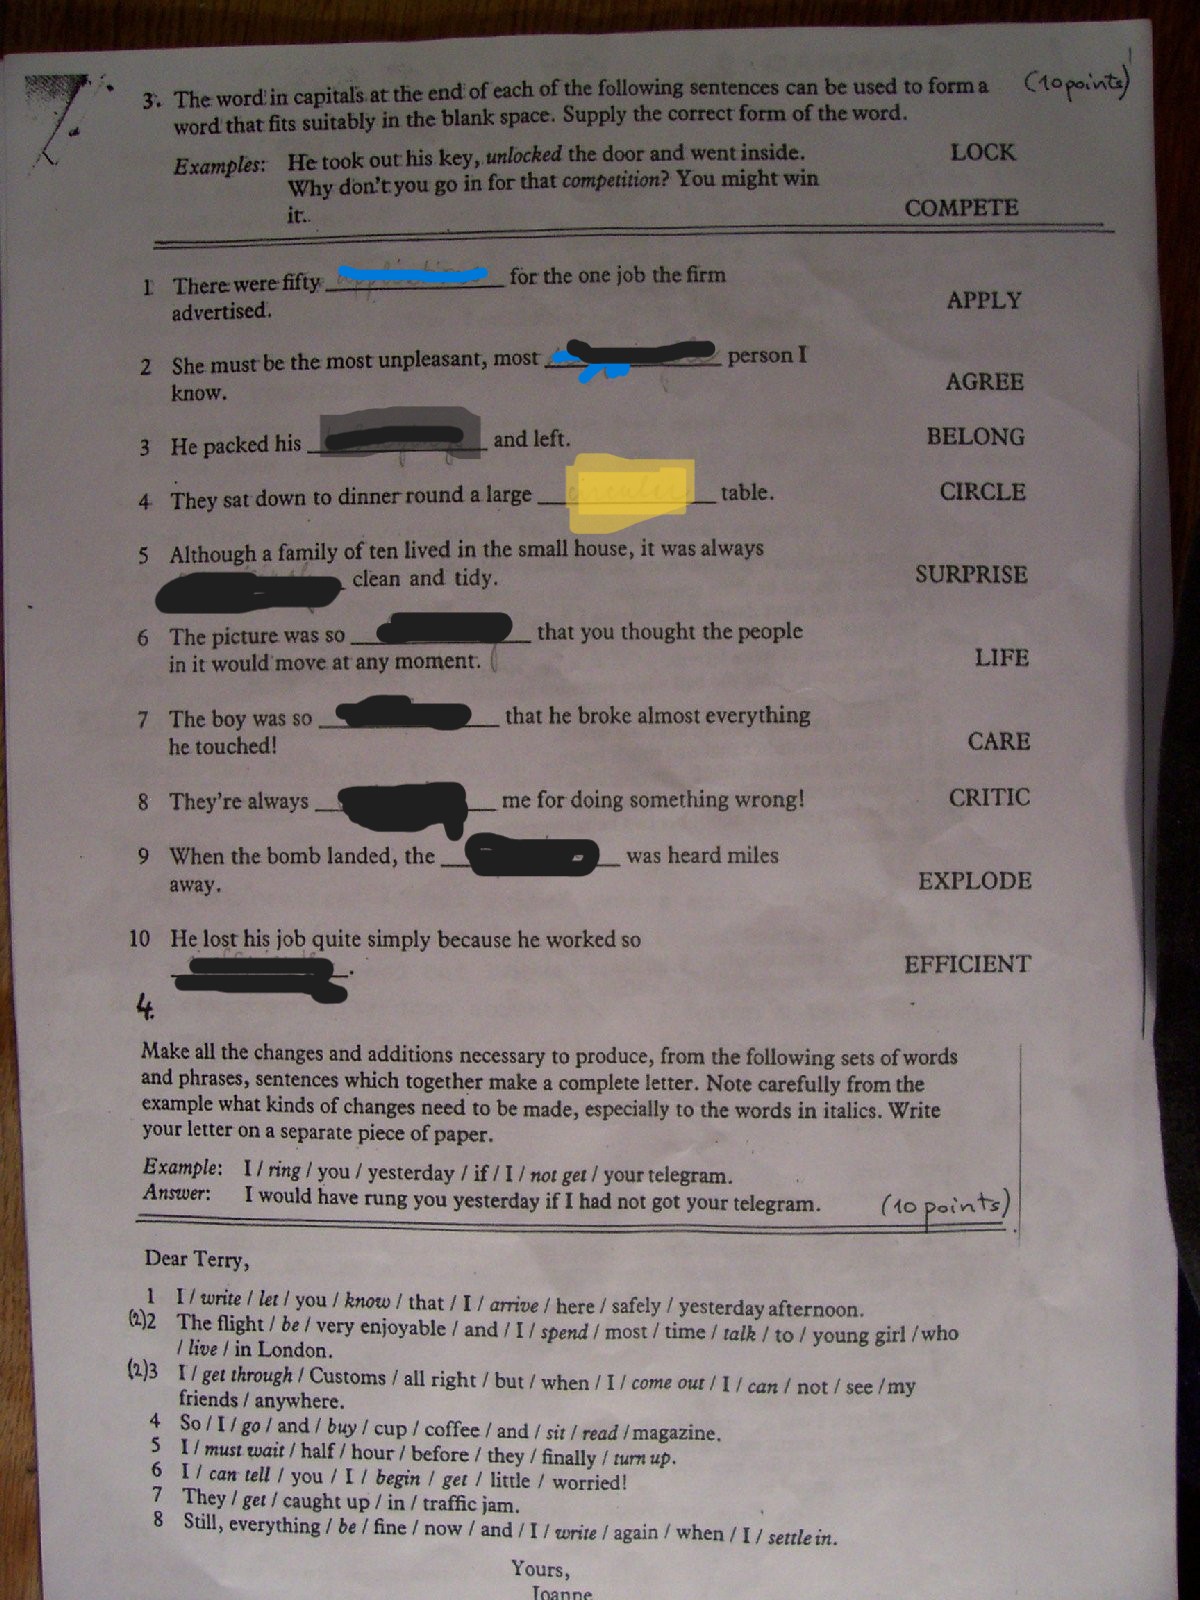 3. The word in capitals at the end of each of the following sentences can be used to form a (10 points)
word that fits suitably in the blank space. Supply the correct form of the word.
Examples: He took out his key, unlocked the door and went inside. LOCK
Why don't you go in for that competition? You might win
it. COMPETE
1 There were fifty for the one job the firm
advertised. APPLY
2 She must be the most unpleasant, most person I
know. AGREE
3 He packed his and left. BELONG
4 They sat down to dinner round a large circular table. CIRCLE
5 Although a family of ten lived in the small house, it was always
clean and tidy. SURPRISE
6 The picture was so that you thought the people
in it would move at any moment. LIFE
7 The boy was so that he broke almost everything
he touched! CARE
8 They're always me for doing something wrong! CRITIC
9 When the bomb landed, the was heard miles
away. EXPLODE
10 He lost his job quite simply because he worked so
. EFFICIENT
4.
Make all the changes and additions necessary to produce, from the following sets of words
and phrases, sentences which together make a complete letter. Note carefully from the
example what kinds of changes need to be made, especially to the words in italics. Write
your letter on a separate piece of paper.
Example: I / ring / you / yesterday / if / I / not get / your telegram.
Answer: I would have rung you yesterday if I had not got your telegram. (10 points)
Dear Terry,
1 I / write / let / you / know / that / I / arrive / here / safely / yesterday afternoon.
(2)2 The flight / be / very enjoyable / and / I / spend / most / time / talk / to / young girl / who
/ live / in London.
(2)3 I / get through / Customs / all right / but / when / I / come out / I / can / not / see / my
friends / anywhere.
4 So / I / go / and / buy / cup / coffee / and / sit / read / magazine.
5 I / must wait / half / hour / before / they / finally / turn up.
6 I / can tell / you / I / begin / get / little / worried!
7 They / get / caught up / in / traffic jam.
8 Still, everything / be / fine / now / and / I / write / again / when / I / settle in.
Yours,
Joanne